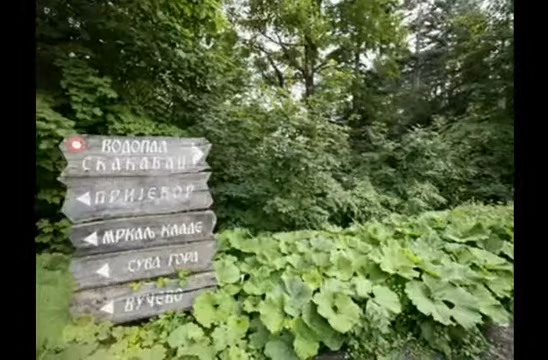 ВОДОПАД
СКАКАВАЦ
ПРИЈЕВОР
МРКАЉ КЛАДЕ
СУВА ГОРА
ВУЧЕВО